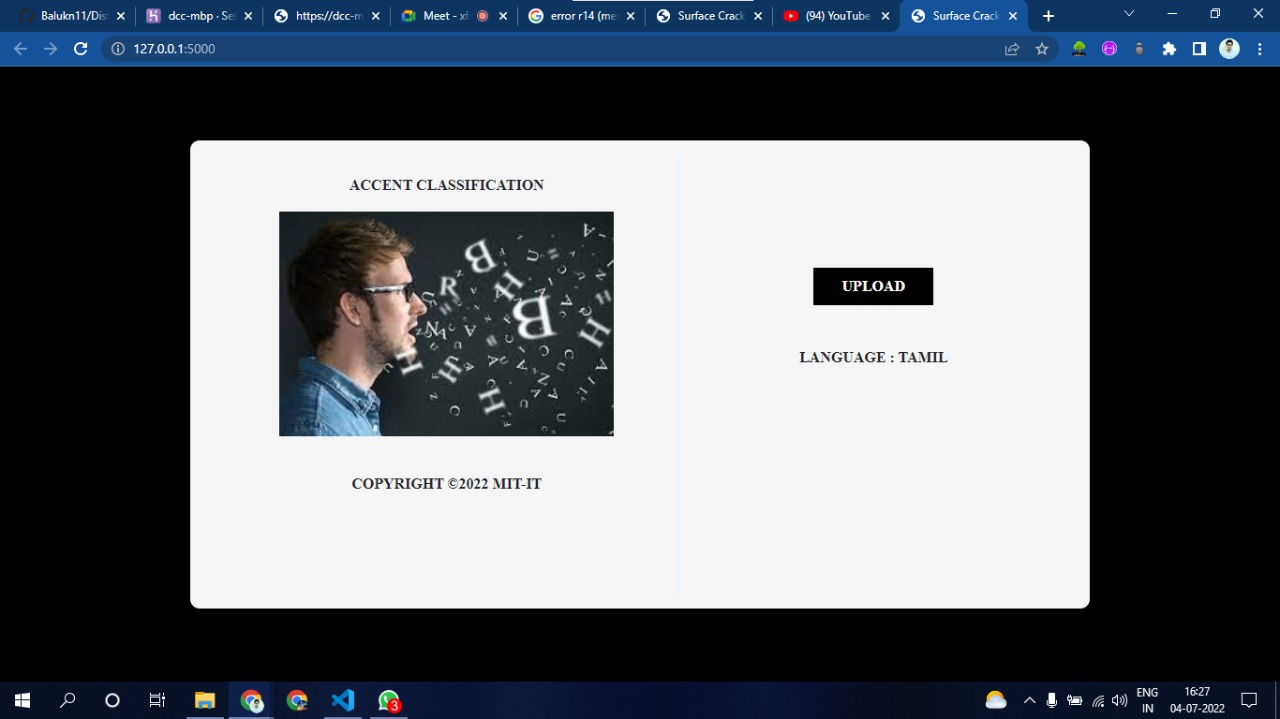 Balukn11/Dis
dcc-mbp · Se
https://dcc-m
Meet - xf
error r14 (me
Surface Crack
(94) YouTube
Surface Crack
127.0.0.1:5000
ACCENT CLASSIFICATION
UPLOAD
LANGUAGE : TAMIL
COPYRIGHT ©2022 MIT-IT
3
ENG
IN
16:27
04-07-2022